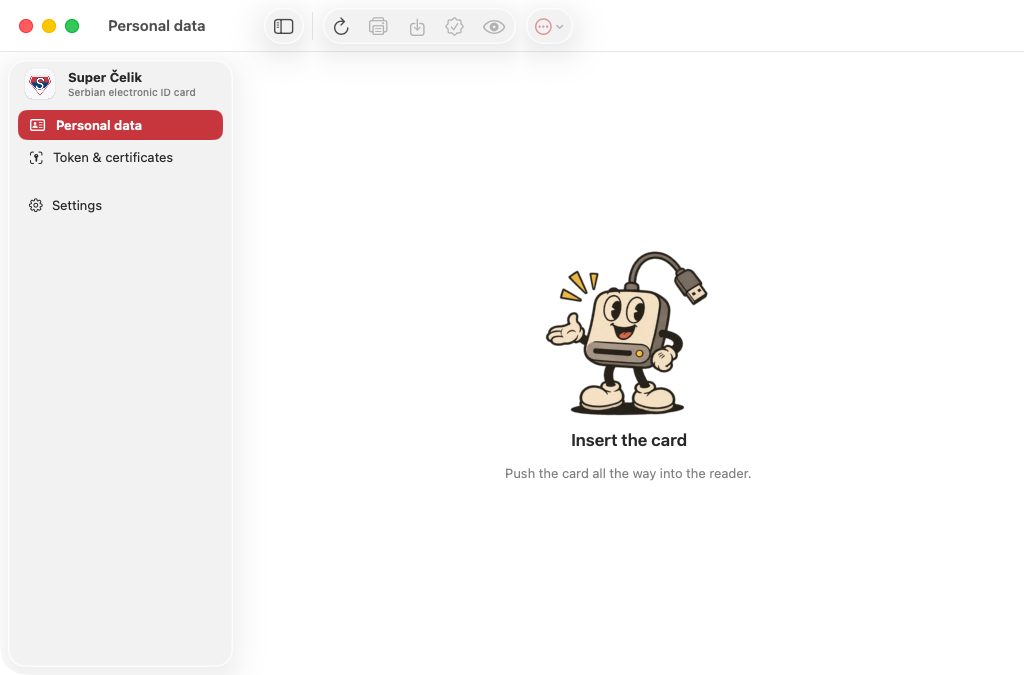 Personal data
Super Čelik
Serbian electronic ID card
Personal data
Token & certificates
Settings
Insert the card
Push the card all the way into the reader.